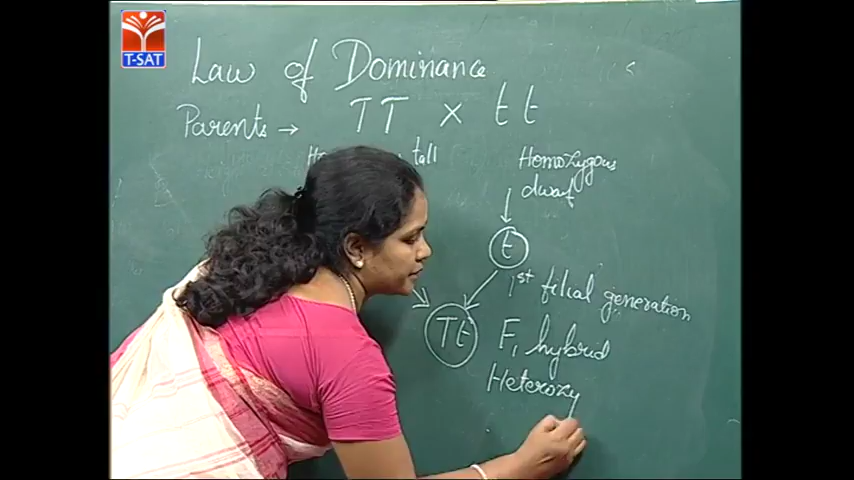 T-SAT
Law of Dominance
Parents → TT × tt
tall
Homozygous
dwarf
t
1st filial generation
Tt F1 hybrid
Heterozy